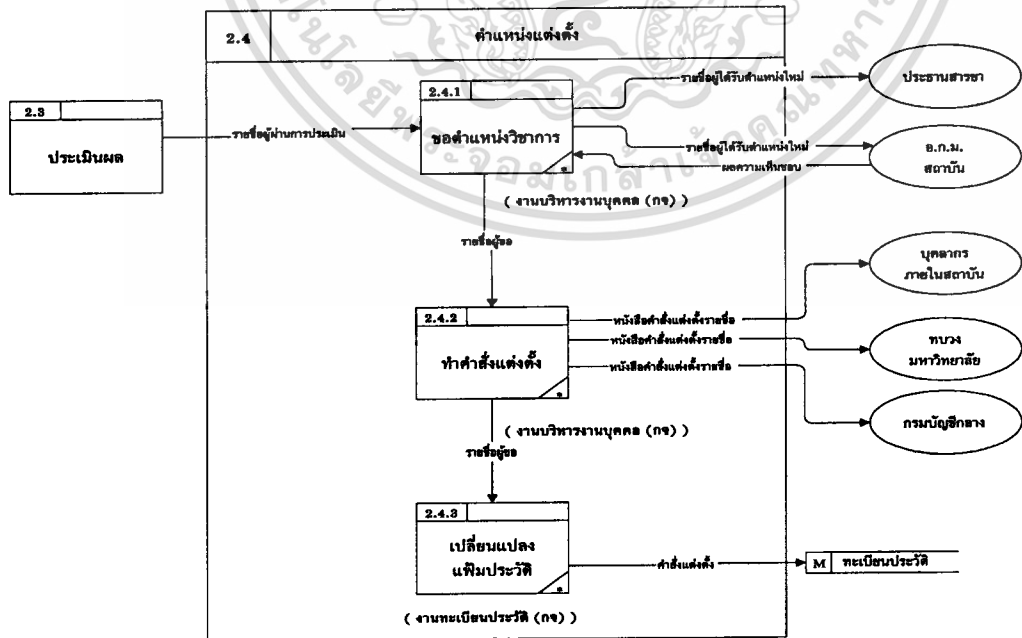 2.4
ตำแหน่งแต่งตั้ง
2.3
ประเมินผล
รายชื่อผู้ผ่านการประเมิน
2.4.1
ขอตำแหน่งวิชาการ
( งานบริหารงานบุคคล (กจ) )
รายชื่อผู้ได้รับตำแหน่งใหม่
ประธานสาขา
รายชื่อผู้ได้รับตำแหน่งใหม่
ผลความเห็นชอบ
อ.ก.ม.
สถาบัน
รายชื่อผู้ขอ
2.4.2
ทำคำสั่งแต่งตั้ง
( งานบริหารงานบุคคล (กจ) )
หนังสือคำสั่งแต่งตั้งรายชื่อ
หนังสือคำสั่งแต่งตั้งรายชื่อ
หนังสือคำสั่งแต่งตั้งรายชื่อ
บุคลากร
ภายในสถาบัน
ทบวง
มหาวิทยาลัย
กรมบัญชีกลาง
รายชื่อผู้ขอ
2.4.3
เปลี่ยนแปลง
แฟ้มประวัติ
( งานทะเบียนประวัติ (กจ) )
คำสั่งแต่งตั้ง
M ทะเบียนประวัติ